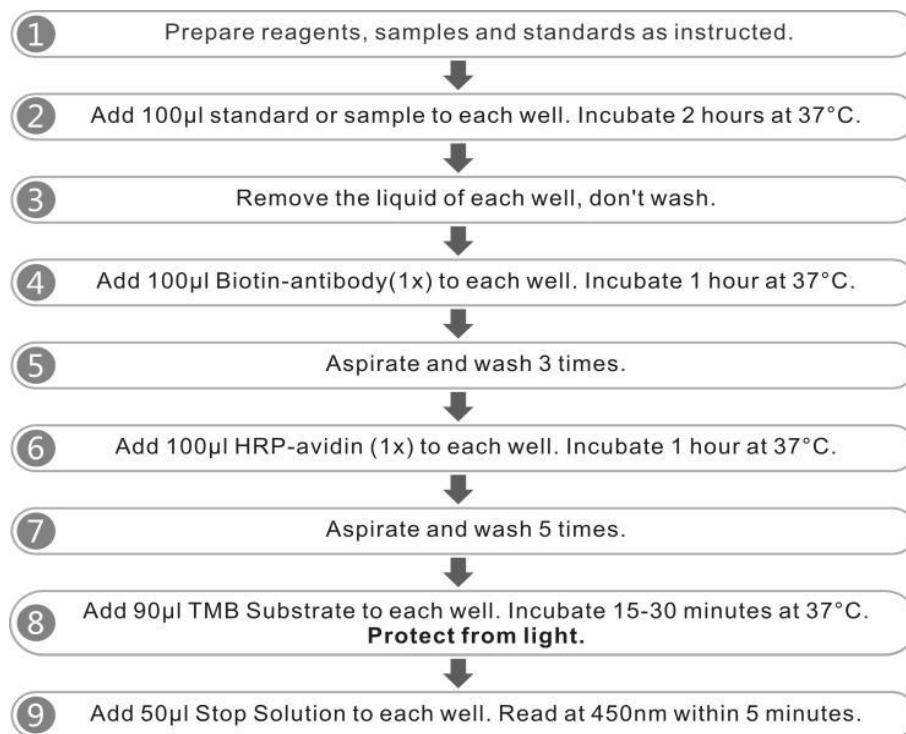 1 Prepare reagents, samples and standards as instructed.
2 Add 100μl standard or sample to each well. Incubate 2 hours at 37°C.
3 Remove the liquid of each well, don't wash.
4 Add 100μl Biotin-antibody(1x) to each well. Incubate 1 hour at 37°C.
5 Aspirate and wash 3 times.
6 Add 100μl HRP-avidin (1x) to each well. Incubate 1 hour at 37°C.
7 Aspirate and wash 5 times.
8 Add 90μl TMB Substrate to each well. Incubate 15-30 minutes at 37°C.
Protect from light.
9 Add 50μl Stop Solution to each well. Read at 450nm within 5 minutes.